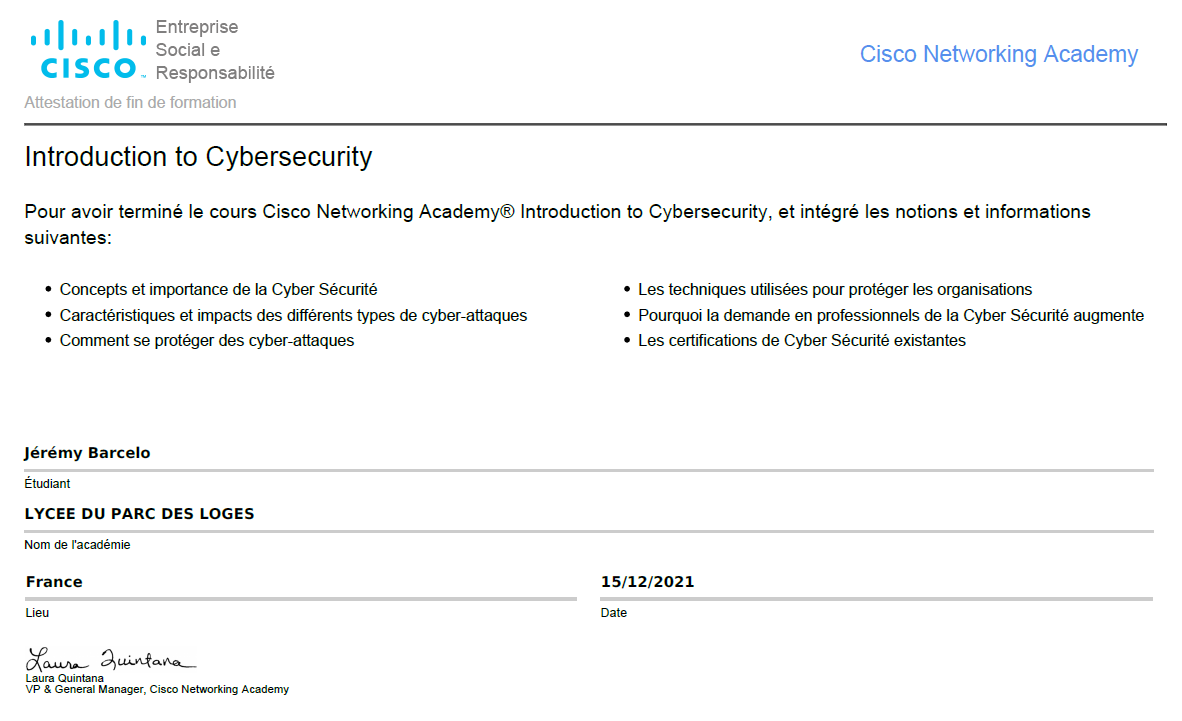 CISCO
Entreprise
Social e
Responsabilité
Cisco Networking Academy
Attestation de fin de formation
Introduction to Cybersecurity
Pour avoir terminé le cours Cisco Networking Academy® Introduction to Cybersecurity, et intégré les notions et informations
suivantes:
• Concepts et importance de la Cyber Sécurité
• Caractéristiques et impacts des différents types de cyber-attaques
• Comment se protéger des cyber-attaques
• Les techniques utilisées pour protéger les organisations
• Pourquoi la demande en professionnels de la Cyber Sécurité augmente
• Les certifications de Cyber Sécurité existantes
Jérémy Barcelo
Étudiant
LYCEE DU PARC DES LOGES
Nom de l'académie
France
Lieu
15/12/2021
Date
Laura Quintana
Laura Quintana
VP & General Manager, Cisco Networking Academy